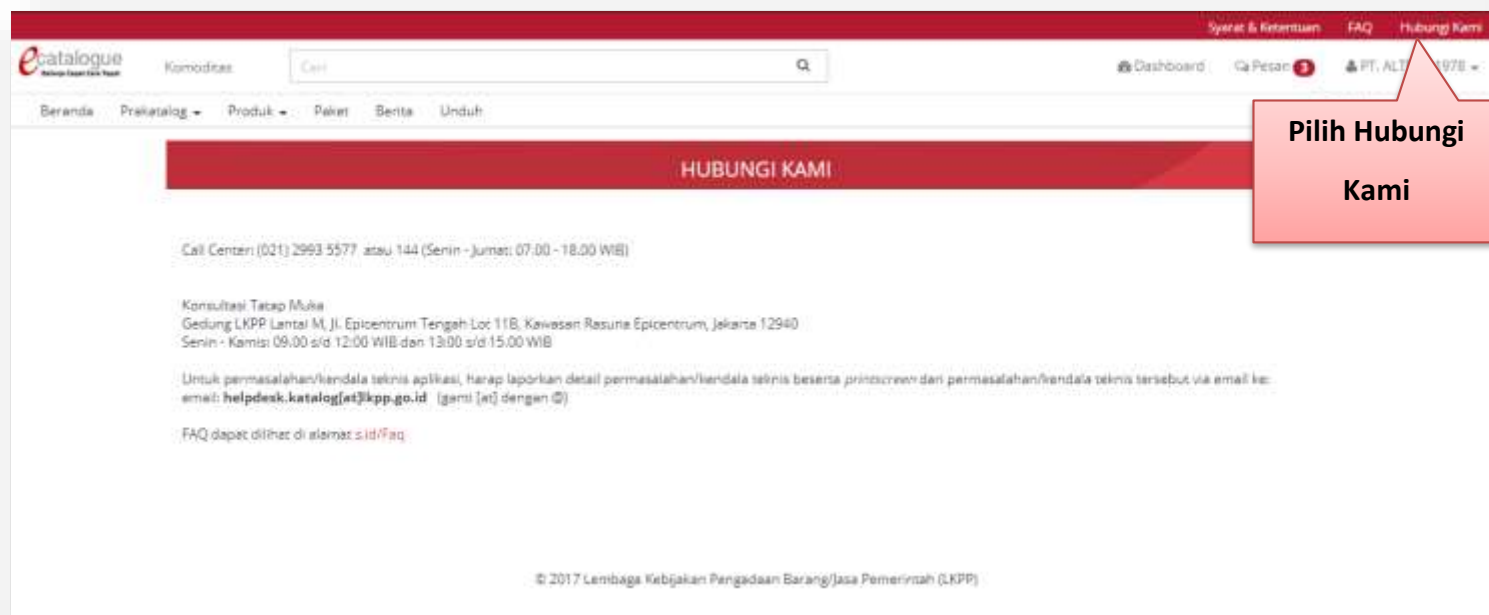 Syarat & Ketentuan FAQ Hubungi Kami
ecatalogue Komoditas Cari Dashboard Pesan 3 PT. 1978
Beranda Prakatalog Produk Paket Berita Unduh
Pilih Hubungi
Kami
HUBUNGI KAMI
Call Center: (021) 2993 5577 atau 144 (Senin - Jumat: 07.00 - 18.00 WIB)
Konsultasi Tatap Muka
Gedung LKPP Lantai M, Jl. Epicentrum Tengah Lot 11B, Kawasan Rasuna Epicentrum, Jakarta 12940
Senin - Kamis: 09.00 s/d 12:00 WIB dan 13:00 s/d 15.00 WIB
Untuk permasalahan/kendala teknis aplikasi, harap laporkan detail permasalahan/kendala teknis beserta printscreen dari permasalahan/kendala teknis tersebut via email ke:
email: helpdesk.katalog[at]lkpp.go.id (ganti [at] dengan @)
FAQ dapat dilihat di alamat s.id/Faq
© 2017 Lembaga Kebijakan Pengadaan Barang/Jasa Pemerintah (LKPP)